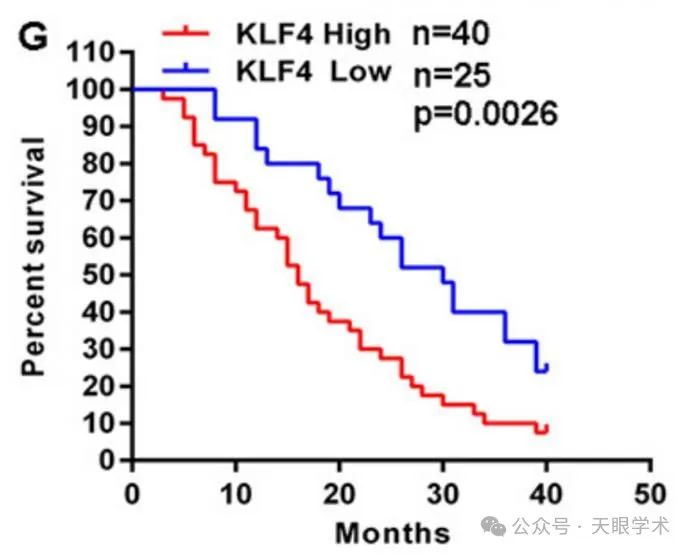 G
KLF4 High n=40
KLF4 Low n=25
p=0.0026
Percent survival
110
100
90
80
70
60
50
40
30
20
10
0
0 10 20 30 40 50
Months
公众号 · 天眼学术